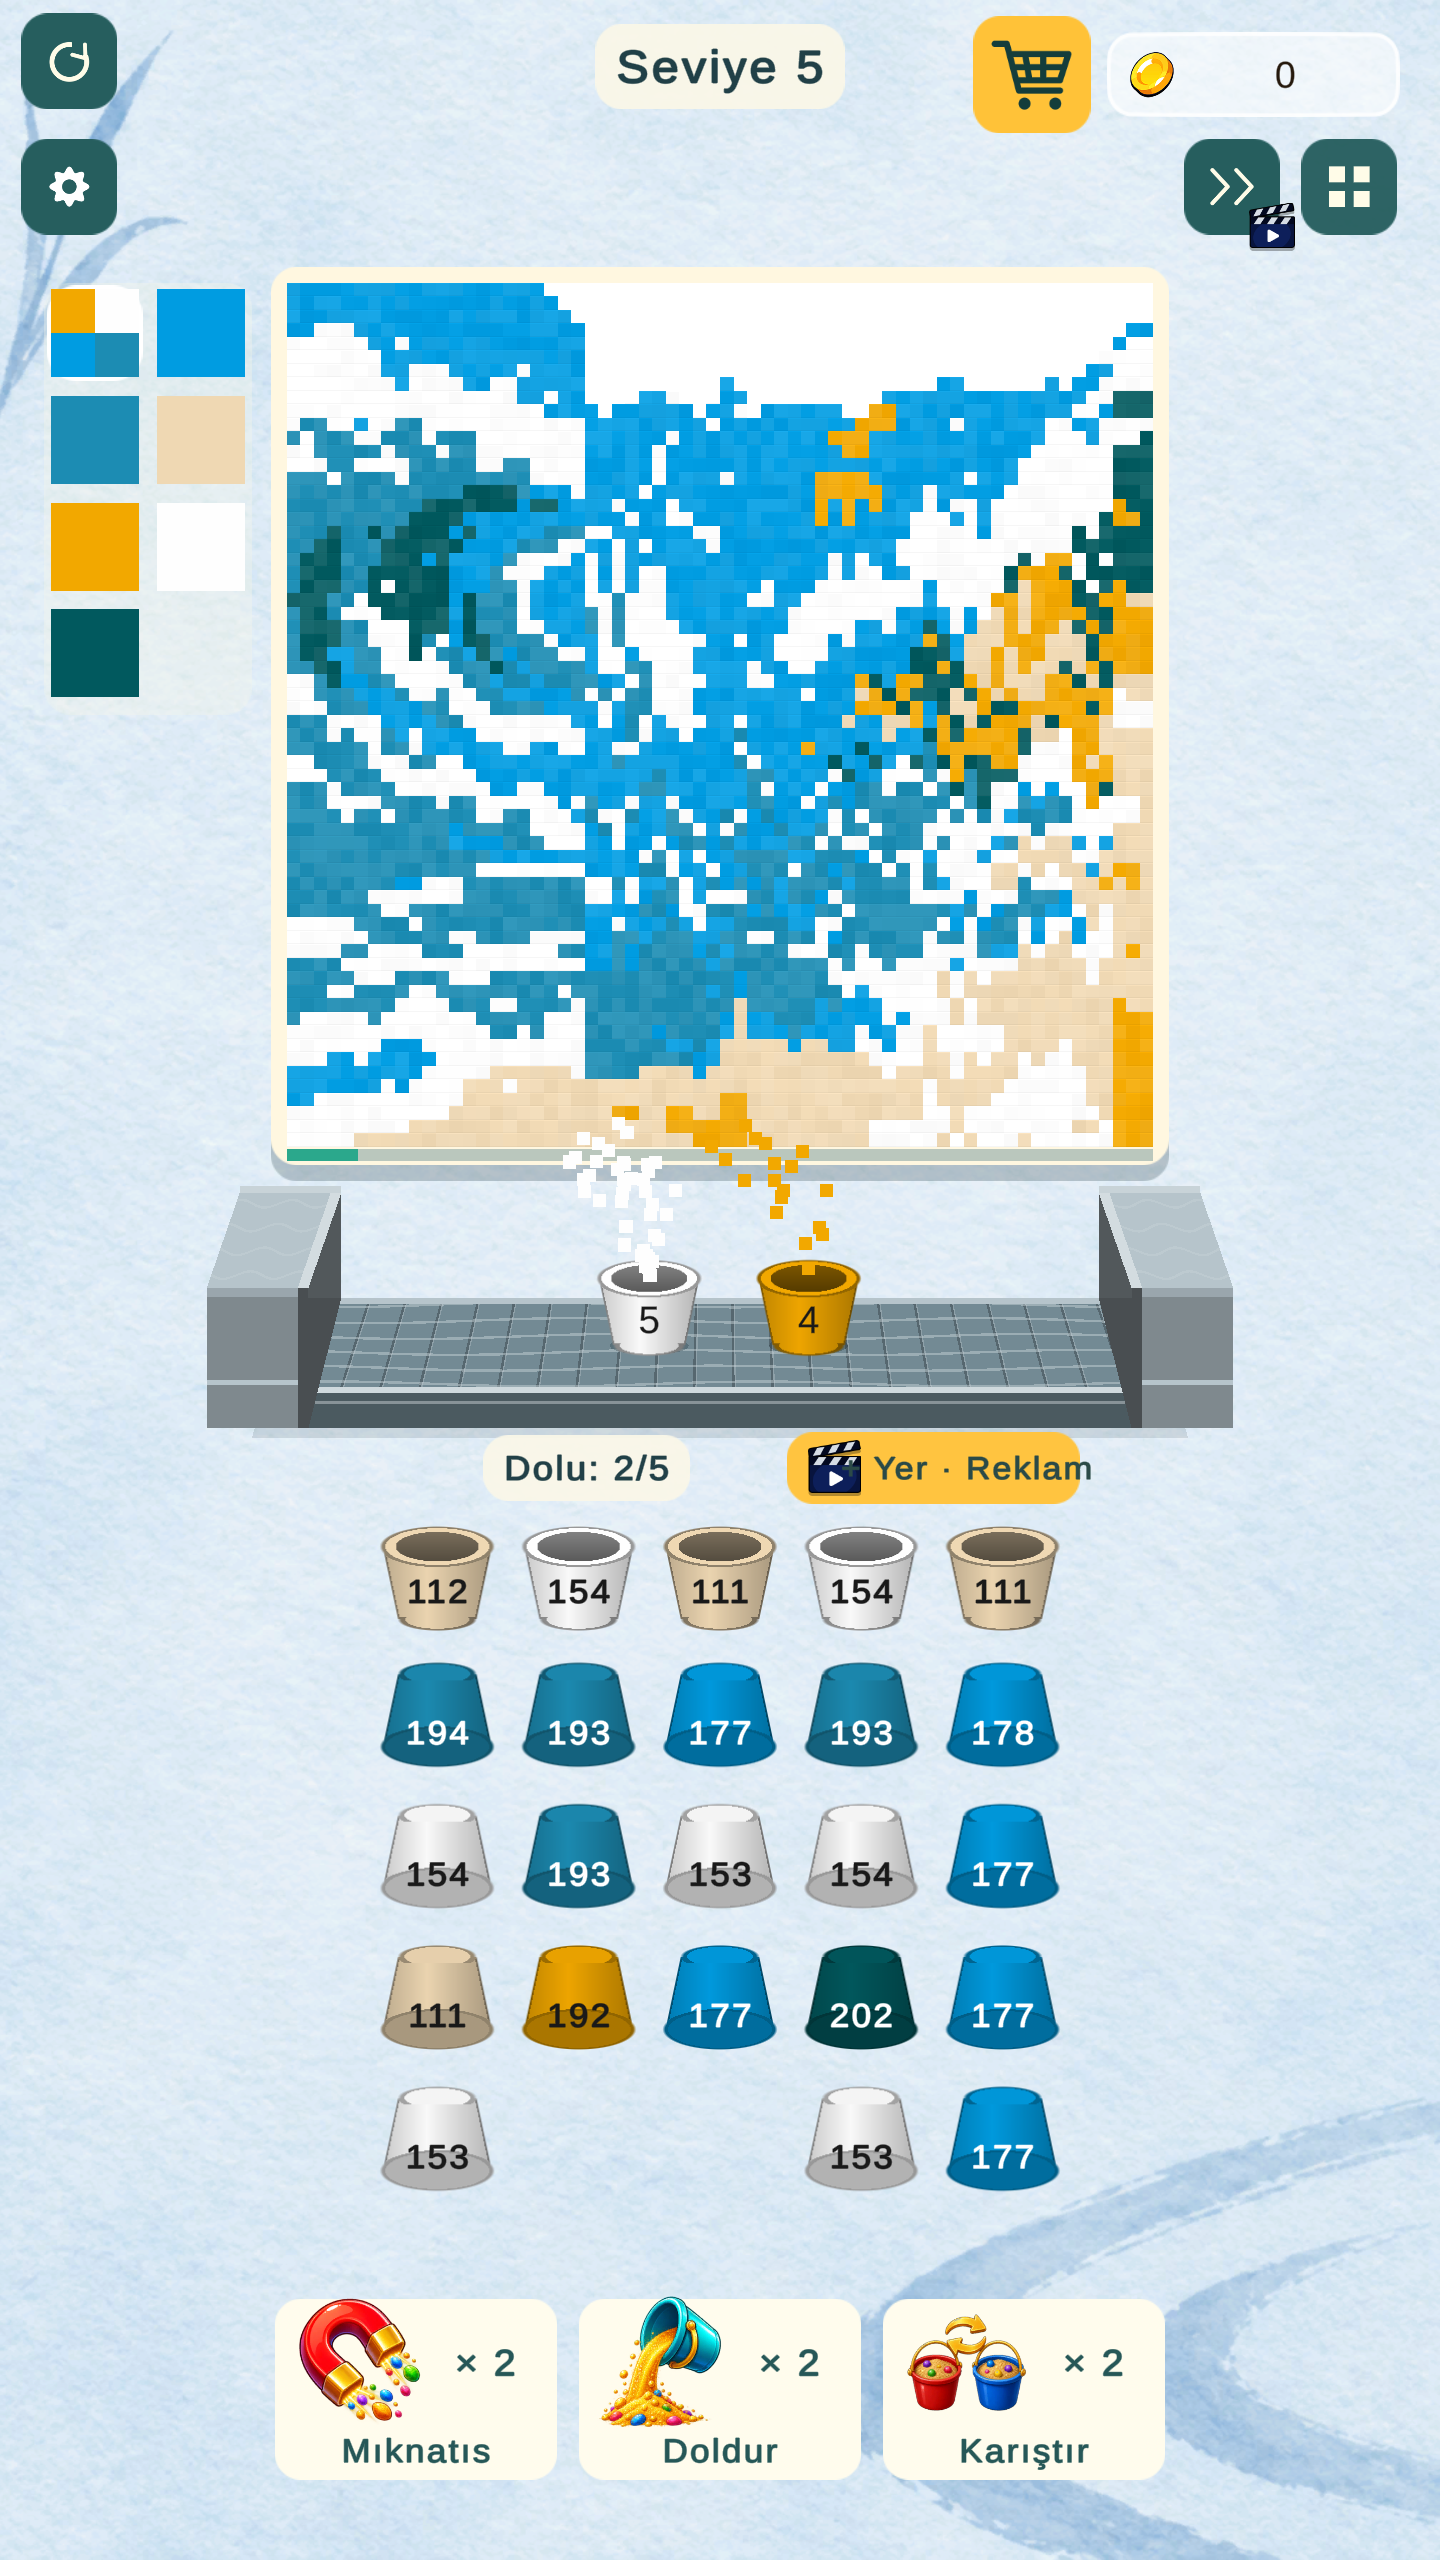 Seviye 5
0
5
4
Dolu: 2/5
Yer · Reklam
112 154 111 154 111
194 193 177 193 178
154 193 153 154 177
111 192 177 202 177
153 153 177
× 2
× 2
× 2
Mıknatıs
Doldur
Karıştır